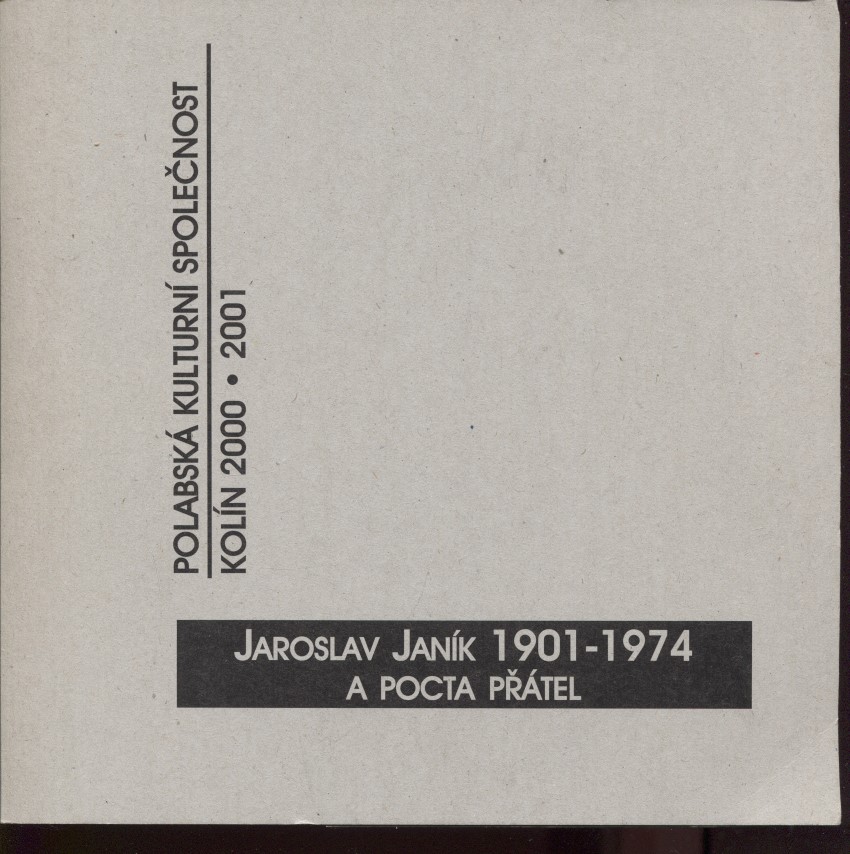 POLABSKÁ KULTURNÍ SPOLEČNOST
KOLÍN 2000 • 2001
JAROSLAV JANÍK 1901-1974
A POCTA PŘÁTEL